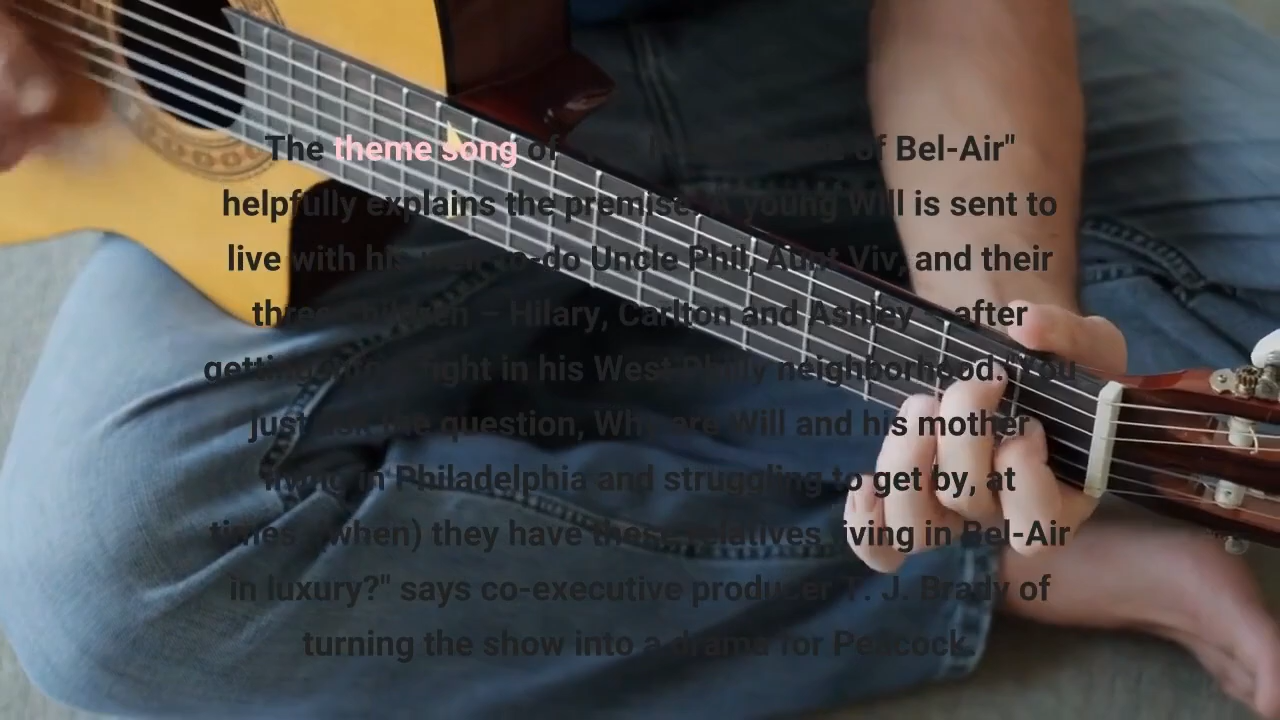 The theme song of of Bel-Air"
helpfully explains the premise: A young Will is sent to
live with his well-to-do Uncle Phil, Aunt Viv, and their
three children – Hilary, Carlton and Ashley – after
getting into a fight in his West Philly neighborhood."You
just ask the question, Why are Will and his mother
living in Philadelphia and struggling to get by, at
times, (when) they have these relatives living in Bel-Air
in luxury?" says co-executive producer T. J. Brady of
turning the show into a drama for Peacock.